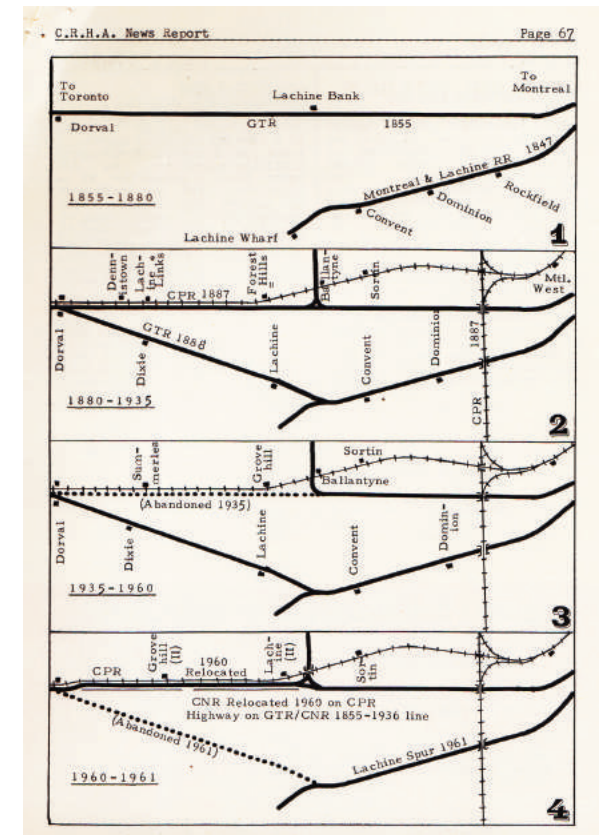 C.R.H.A. News Report
Page 67
To
Toronto
Lachine Bank
To
Montreal
Dorval
GTR
1855
1847
Montreal & Lachine RR
Rockfield
Dominion
Convent
1855-1880
Lachine Wharf
1
Denn-
istown
Lach-
ine
Links
CPR 1887
Forest
Hills =
Ballan-
tyne
Sortin
Mtl.
West
Dorval
GTR 1888
Dixie
Lachine
Convent
Dominion
1887
CPR
1880-1935
2
Sum-
merlea
Grove
hill
Sortin
Ballantyne
(Abandoned 1935)
Dorval
Dixie
Lachine
Convent
Domin-
ion
1935-1960
3
CPR
Grove
hill
(II)
1960
Relocated
Lach-
ine
(II)
Sor-
tin
CNR Relocated 1960 on CPR
Highway on GTR/CNR 1855-1936 line
(Abandoned 1961)
Lachine Spur 1961
1960-1961
4